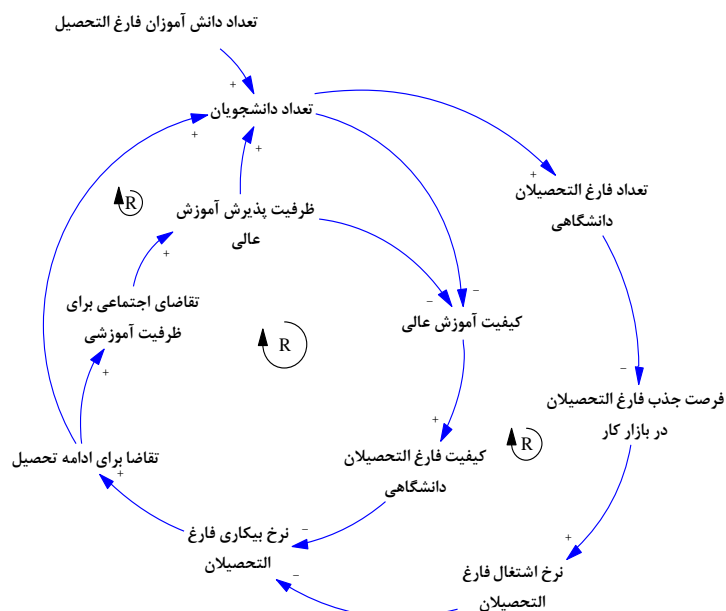 تعداد دانش آموزان فارغ التحصیل
+
تعداد دانشجویان
+
+
+
تعداد فارغ التحصیلان
دانشگاهی
ظرفیت پذیرش آموزش
عالی
R
+
تقاضای اجتماعی برای
ظرفیت آموزشی
+
–
–
کیفیت آموزش عالی
R
–
فرصت جذب فارغ التحصیلان
در بازار کار
+
کیفیت فارغ التحصیلان
دانشگاهی
R
تقاضا برای ادامه تحصیل
+
–
نرخ بیکاری فارغ
التحصیلان
–
+
نرخ اشتغال فارغ
التحصیلان